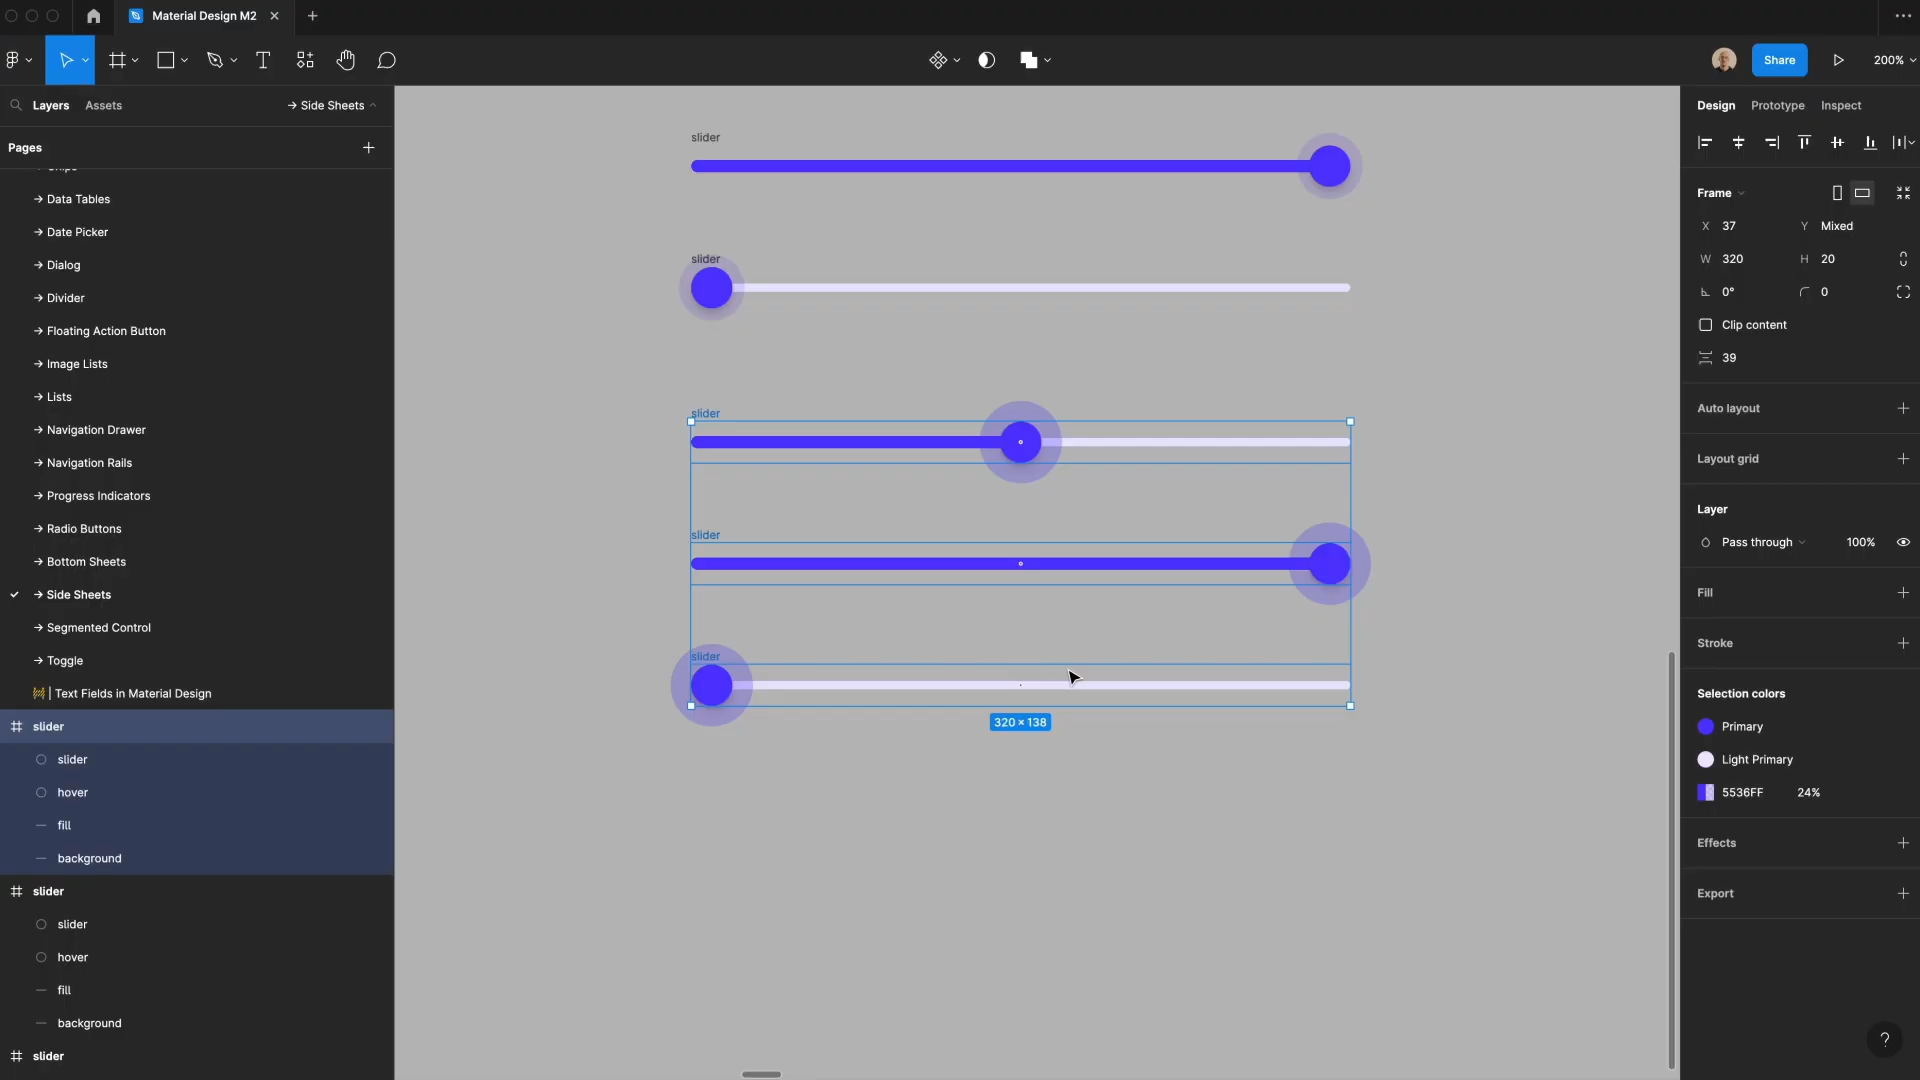 Material Design M2
Share
200%
Layers
Assets
→ Side Sheets
Pages
→ Data Tables
→ Date Picker
→ Dialog
→ Divider
→ Floating Action Button
→ Image Lists
→ Lists
→ Navigation Drawer
→ Navigation Rails
→ Progress Indicators
→ Radio Buttons
→ Bottom Sheets
→ Side Sheets
→ Segmented Control
→ Toggle
🚧 | Text Fields in Material Design
slider
slider
hover
fill
background
slider
slider
hover
fill
background
slider
slider
slider
slider
slider
slider
320 × 138
Design
Prototype
Inspect
Frame
X 37
Y Mixed
W 320
H 20
0°
0
Clip content
39
Auto layout
Layout grid
Layer
Pass through
100%
Fill
Stroke
Selection colors
Primary
Light Primary
5536FF
24%
Effects
Export
?